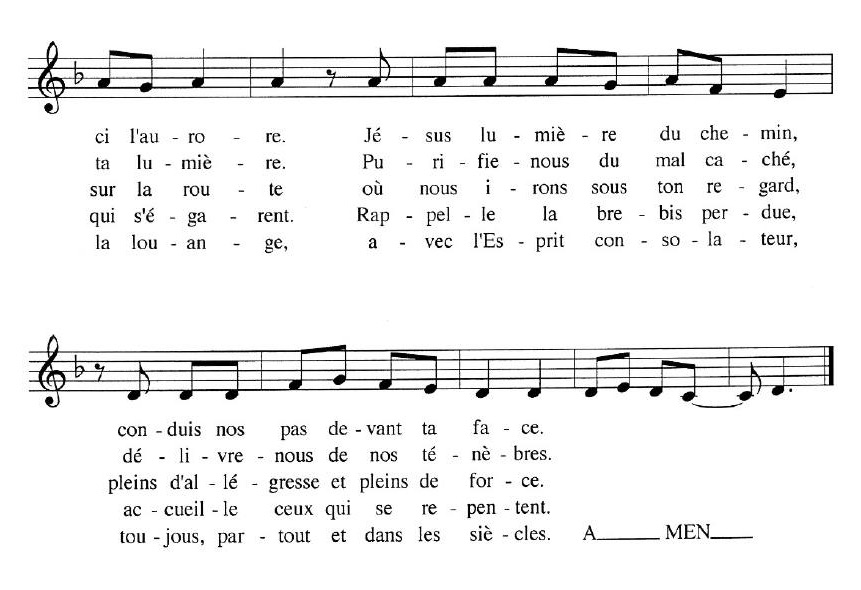 ci l'au - ro - re. Jé - sus lu - miè - re du che - min,
ta lu - miè - re. Pu - ri - fie - nous du mal ca - ché,
sur la rou - te où nous i - rons sous ton re - gard,
qui s'é - ga - rent. Rap - pel - le la bre - bis per - due,
la lou - an - ge, a - vec l'Es - prit con - so - la - teur,
con - duis nos pas de - vant ta fa - ce.
dé - li - vre - nous de nos té - nè - bres.
pleins d'al - lé - gresse et pleins de for - ce.
ac - cueil - le ceux qui se re - pen - tent.
tou - jous, par - tout et dans les siè - cles. A______ MEN____